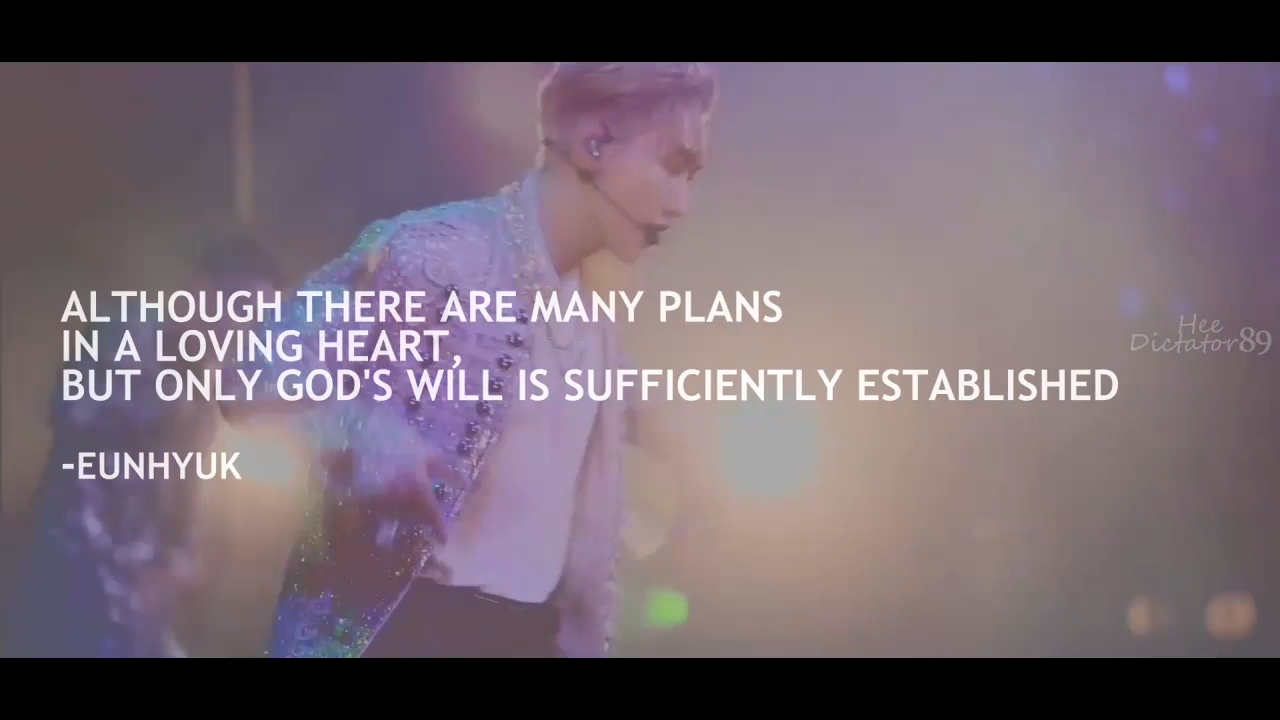 ALTHOUGH THERE ARE MANY PLANS
IN A LOVING HEART,
BUT ONLY GOD'S WILL IS SUFFICIENTLY ESTABLISHED
-EUNHYUK
Hee
Dictator89